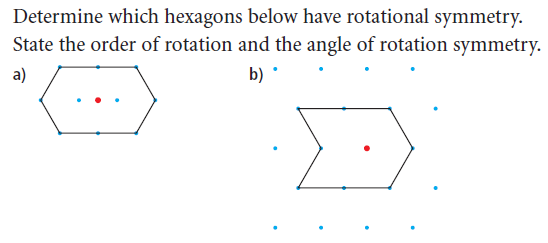 Determine which hexagons below have rotational symmetry.
State the order of rotation and the angle of rotation symmetry.
a)
b)